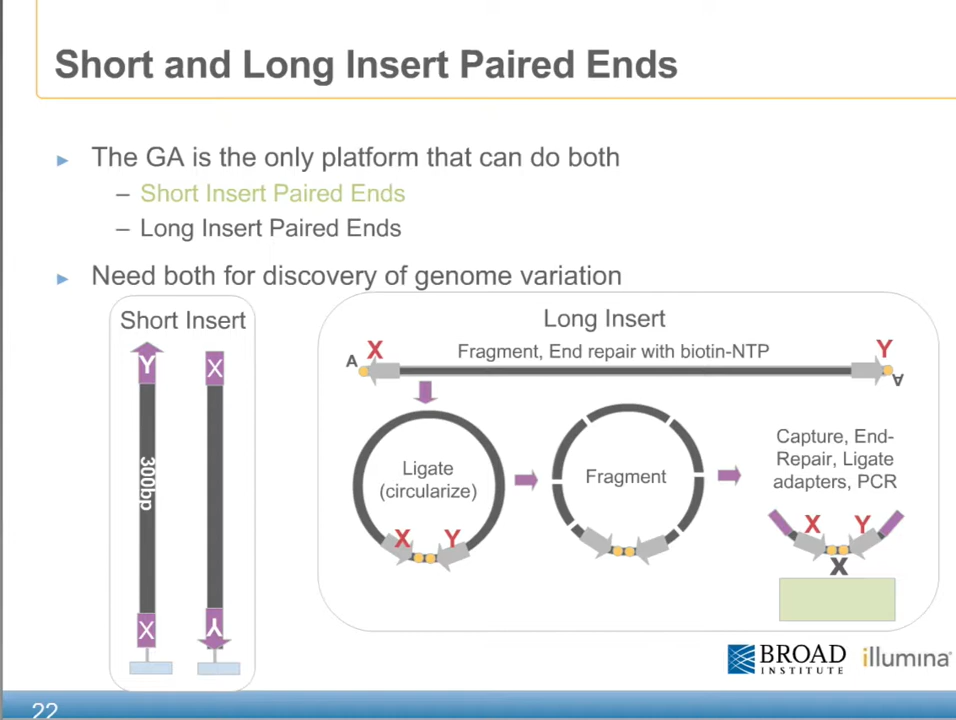 Short and Long Insert Paired Ends
► The GA is the only platform that can do both
– Short Insert Paired Ends
– Long Insert Paired Ends
► Need both for discovery of genome variation
Short Insert
Y
X
300bp
X
Y
Long Insert
Fragment, End repair with biotin-NTP
A
X
Y
A
Ligate
(circularize)
X
Y
Fragment
Capture, End-
Repair, Ligate
adapters, PCR
X
Y
X
BROAD
INSTITUTE
illumina®
22